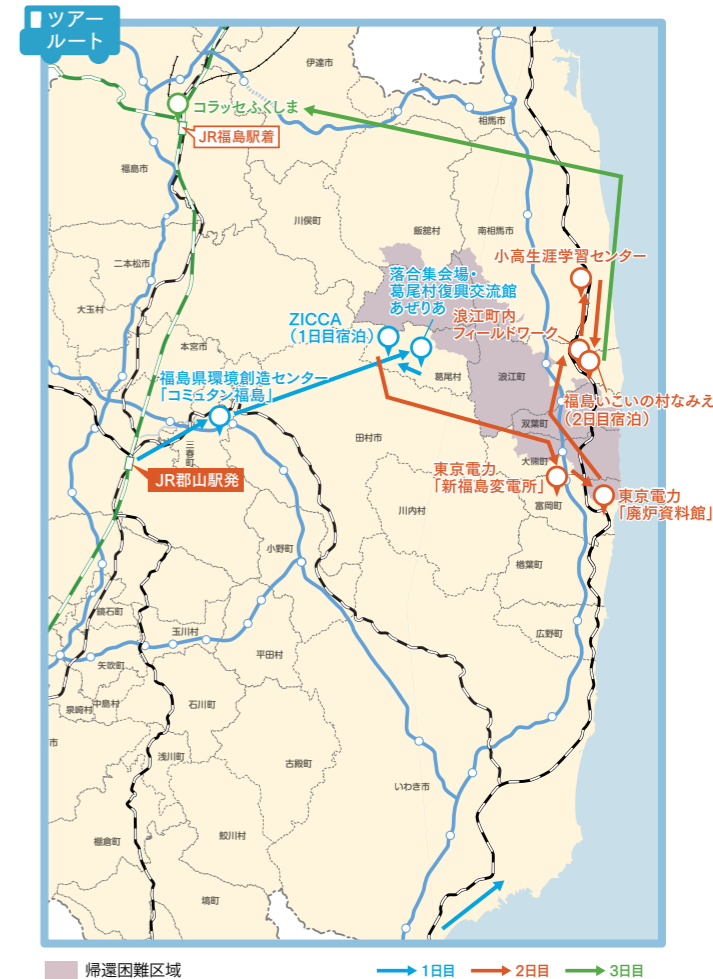 ツアー
ルート
伊達市
コラッセふくしま
JR福島駅着
相馬市
福島市
川俣町
飯舘村
南相馬市
小高生涯学習センター
二本松市
落合集会場・
葛尾村復興交流館
あぜりあ
大玉村
ZICCA
(1日目宿泊)
浪江町内
フィールドワーク
本宮市
福島県環境創造センター
「コミュタン福島」
葛尾村
浪江町
福島いこいの村なみえ
(2日目宿泊)
双葉町
田村市
三春町
大熊町
JR郡山駅発
東京電力
「新福島変電所」
東京電力
「廃炉資料館」
川内村
富岡町
小野町
楢葉町
鏡石町
玉川村
広野町
平田村
矢吹町
泉崎村
中島村
石川町
市
浅川町
古殿町
いわき市
棚倉町
鮫川村
塙町
帰還困難区域
1日目
2日目
3日目